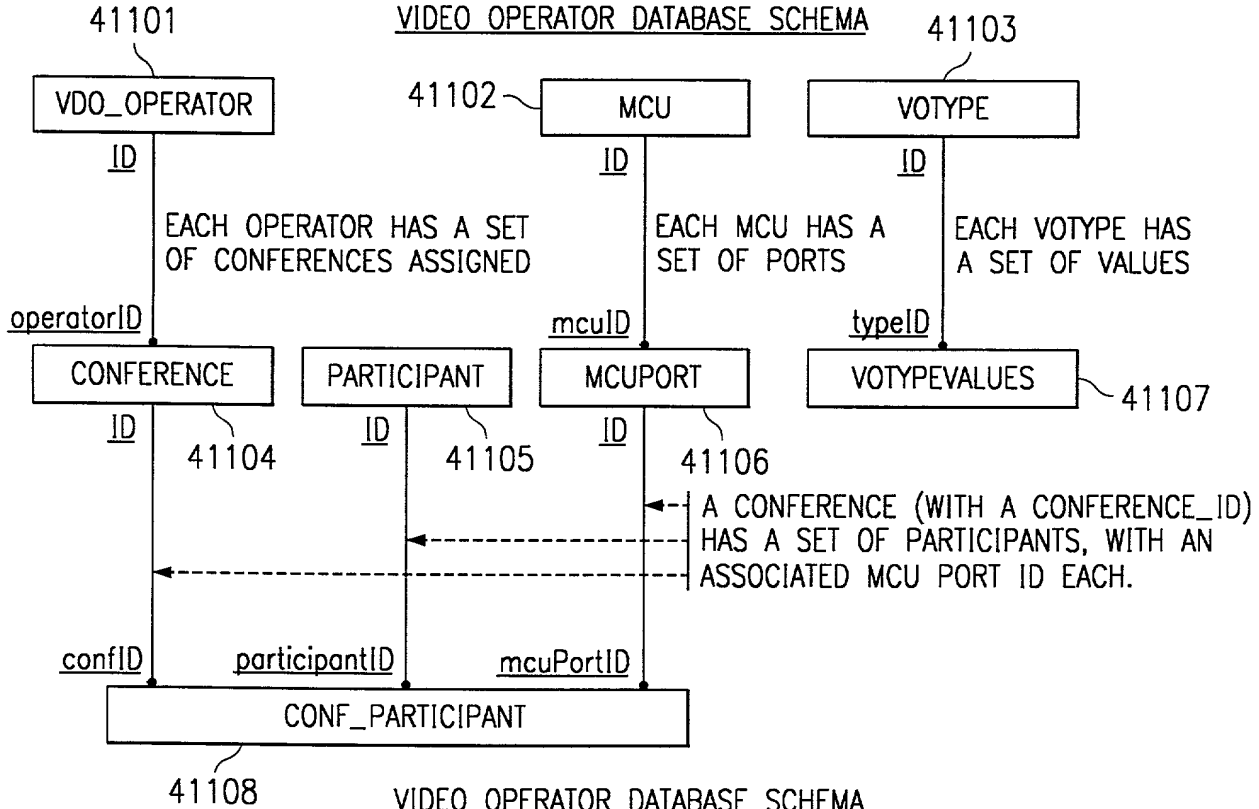 VIDEO OPERATOR DATABASE SCHEMA
41101
41103
41102
VDO_OPERATOR
MCU
VOTYPE
ID
ID
ID
EACH OPERATOR HAS A SET
OF CONFERENCES ASSIGNED
EACH MCU HAS A
SET OF PORTS
EACH VOTYPE HAS
A SET OF VALUES
operatorID
mcuID
typeID
CONFERENCE
PARTICIPANT
MCUPORT
VOTYPEVALUES
41107
ID
ID
ID
41104
41105
41106
A CONFERENCE (WITH A CONFERENCE_ID)
HAS A SET OF PARTICIPANTS, WITH AN
ASSOCIATED MCU PORT ID EACH.
confID
participantID
mcuPortID
CONF_PARTICIPANT
41108
VIDEO OPERATOR DATABASE SCHEMA